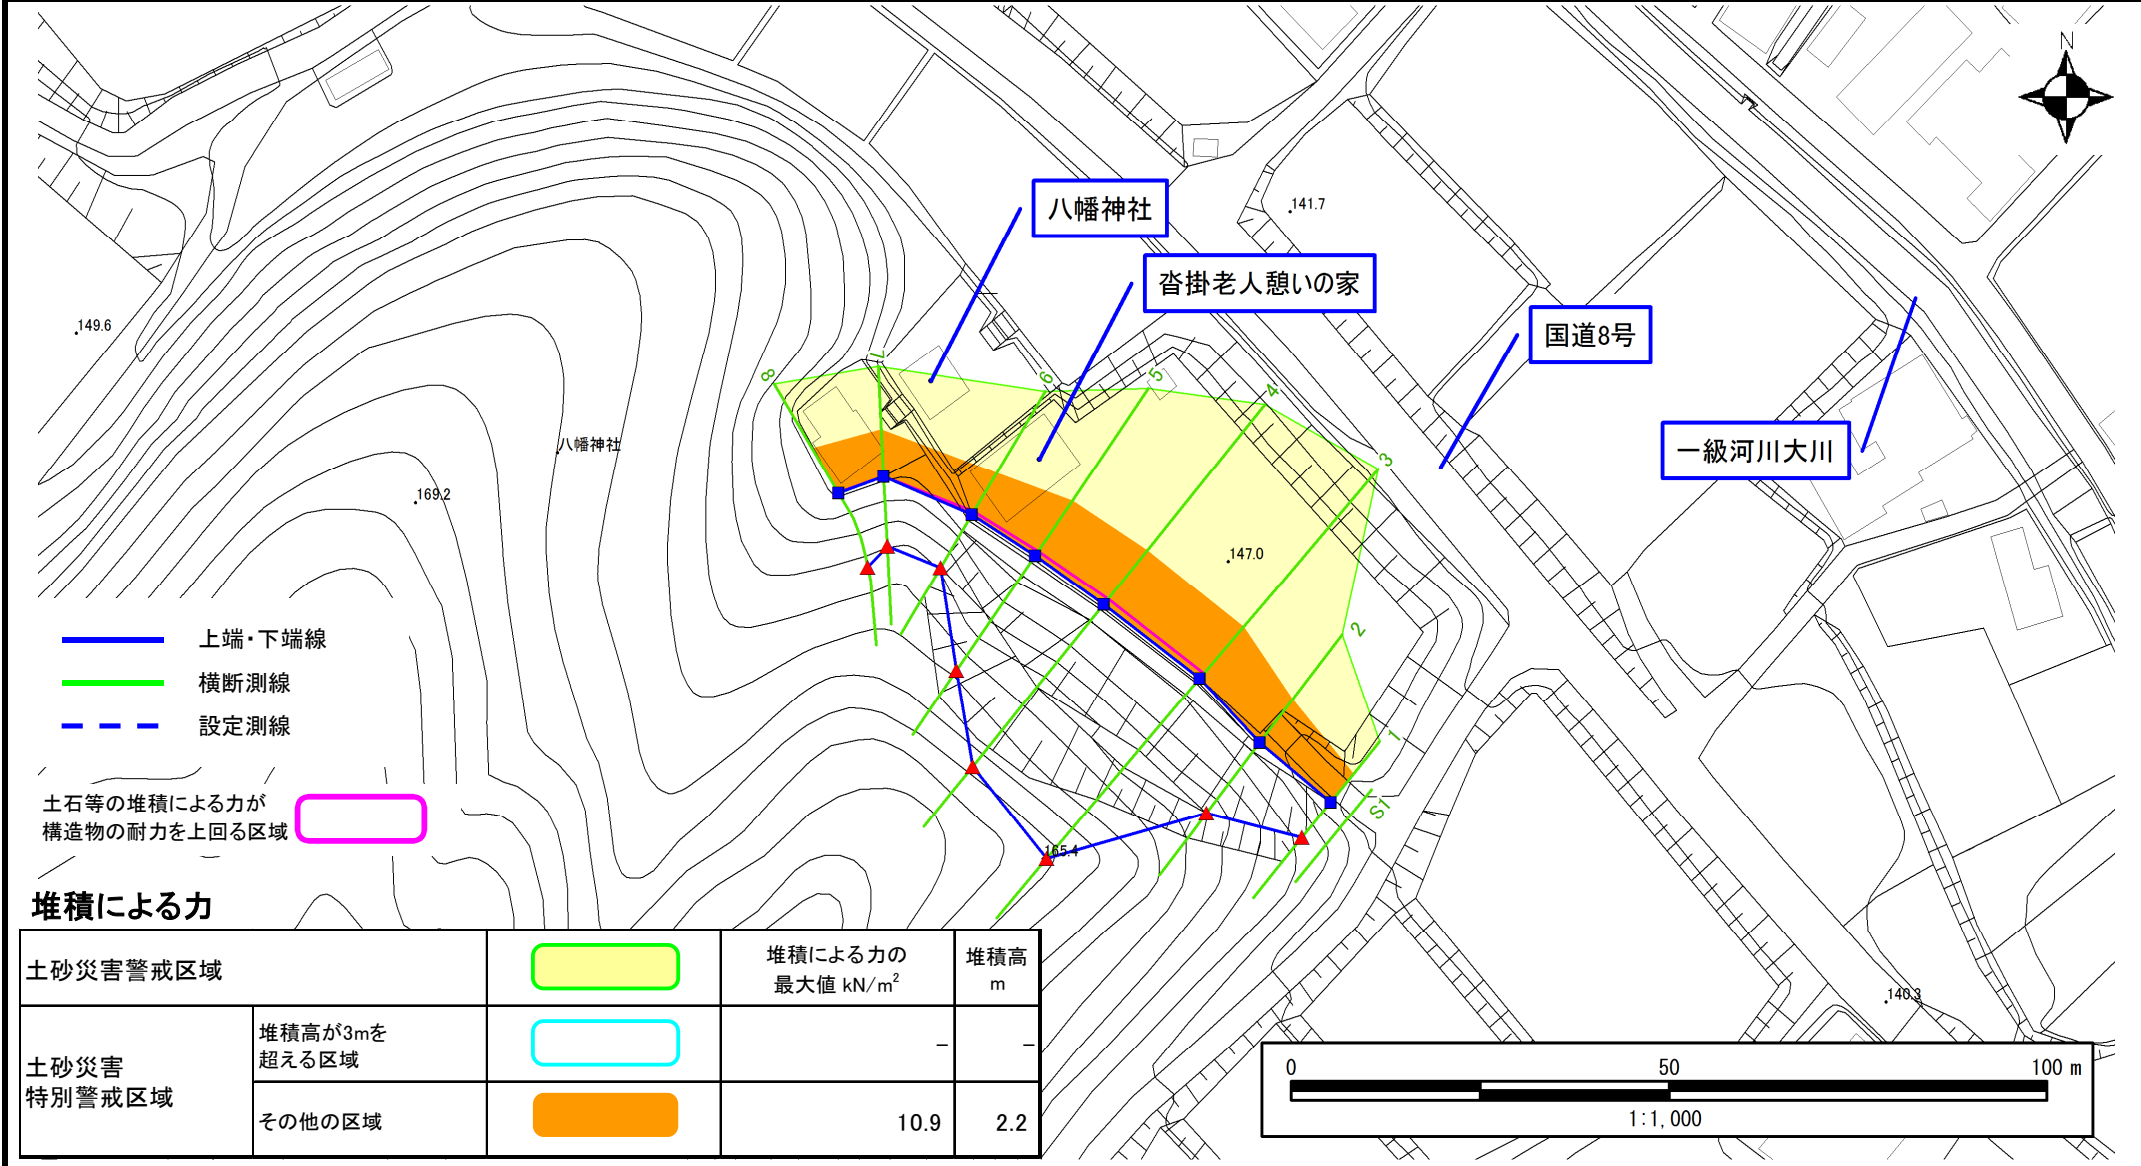 N
八幡神社
141.7
沓掛老人憩いの家
国道8号
149.6
一級河川大川
八幡神社
169.2
8
7
6
5
4
3
2
1
S1
147.0
165.4
140.3
上端・下端線
横断測線
設定測線
土石等の堆積による力が
構造物の耐力を上回る区域
堆積による力
土砂災害警戒区域
堆積による力の
最大値 kN/m²
堆積高
m
土砂災害
特別警戒区域
堆積高が3mを
超える区域
–
–
その他の区域
10.9
2.2
0
50
100 m
1:1,000